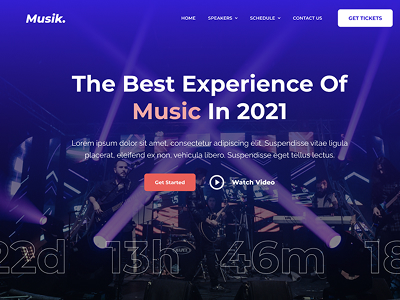 Musik.
HOME
SPEAKERS
SCHEDULE
CONTACT US
GET TICKETS
The Best Experience Of
Music In 2021
Lorem ipsum dolor sit amet, consectetur adipiscing elit. Suspendisse vitae ligula
placerat, eleifend ex non, vehicula libero. Suspendisse eget tellus lectus.
Get Started
Watch Video
22d 13h 46m 18